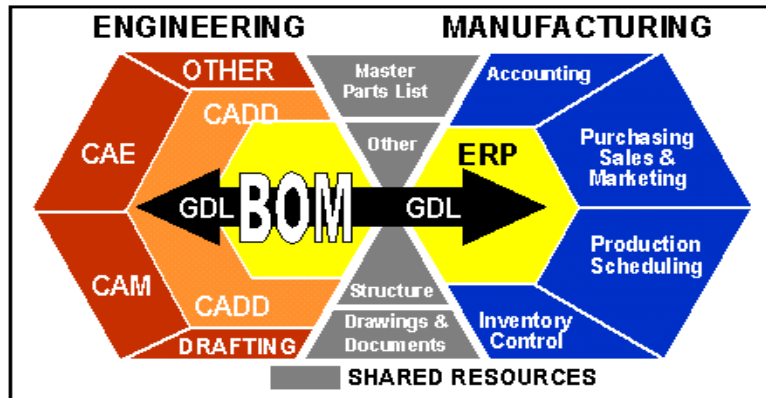 ENGINEERING
MANUFACTURING
OTHER
Master
Parts List
Accounting
CADD
CAE
Other
ERP
Purchasing
Sales &
Marketing
GDL
BOM
GDL
CAM
CADD
Structure
Production
Scheduling
DRAFTING
Drawings &
Documents
Inventory
Control
SHARED RESOURCES